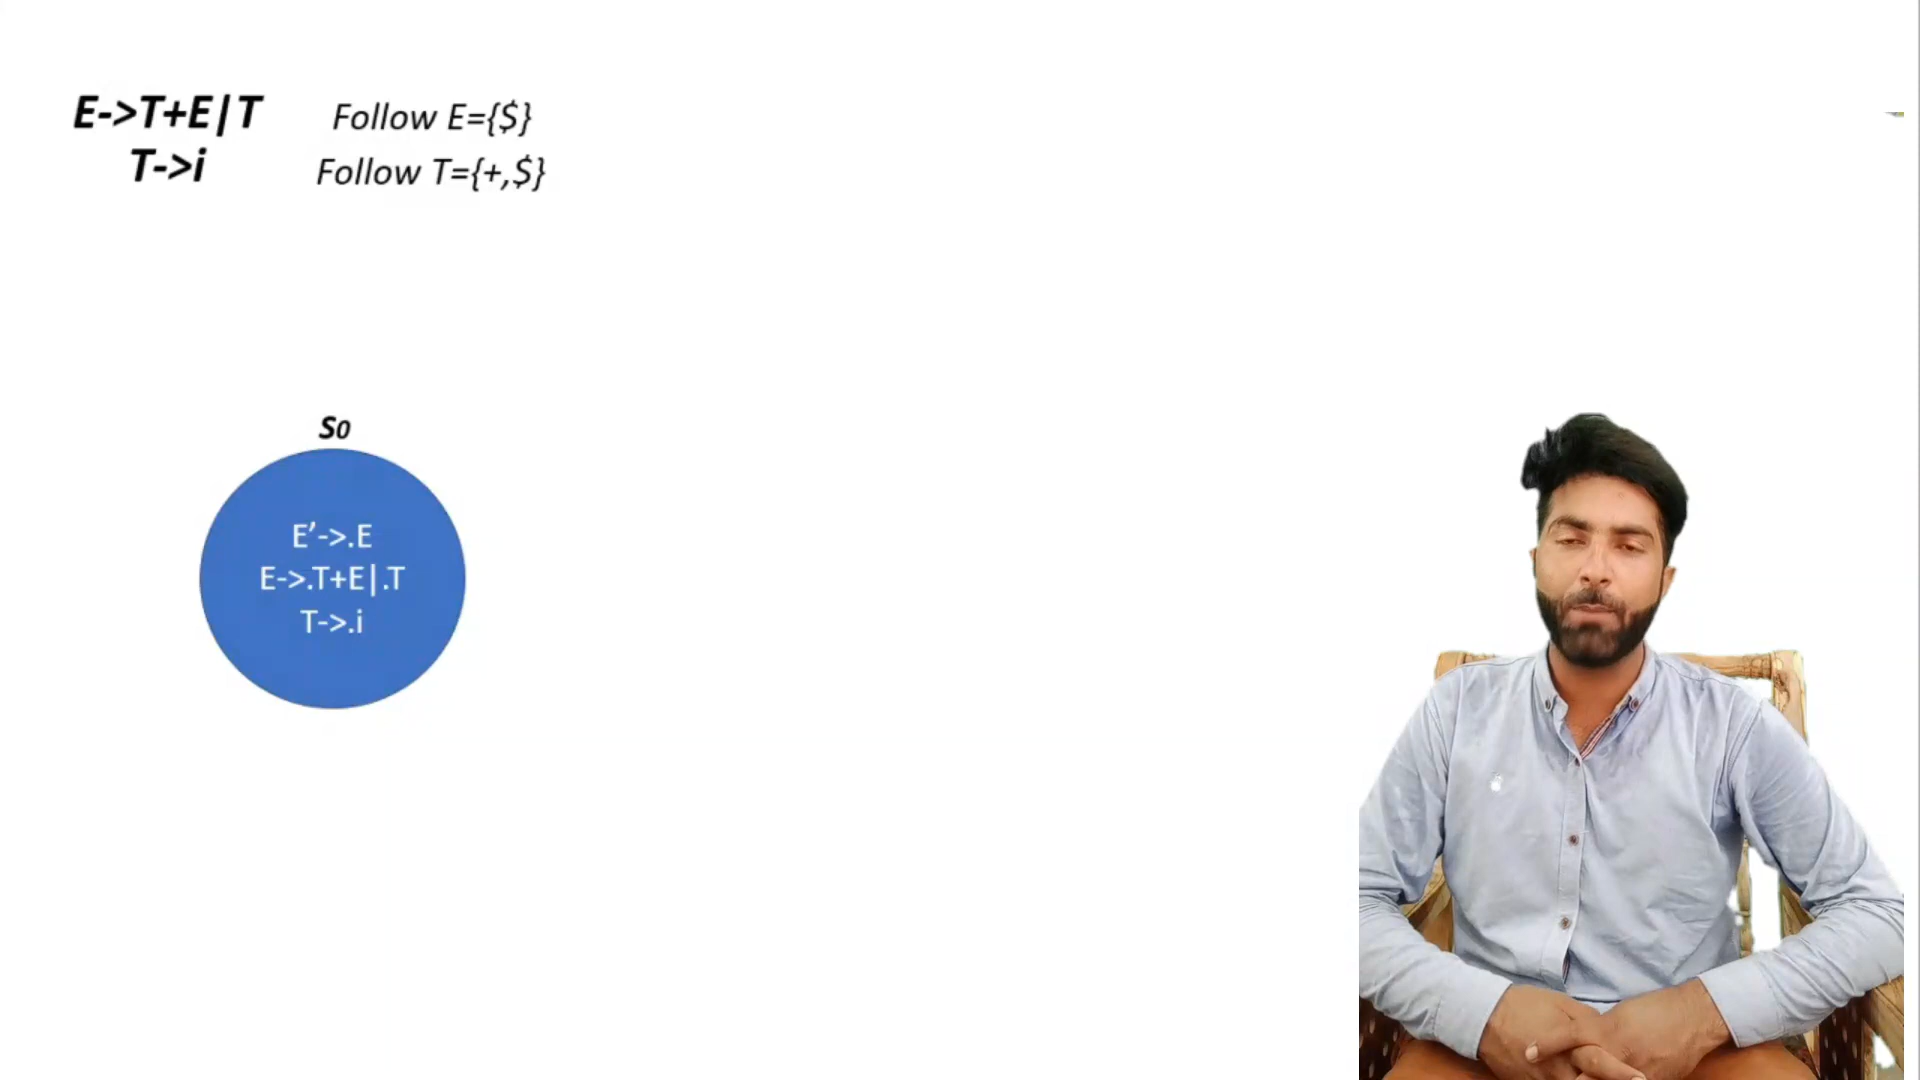 E->T+E|T
T->i
Follow E={$}
Follow T={+,$}
S0
E’->.E
E->.T+E|.T
T->.i